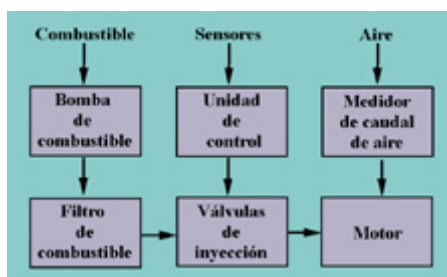 Combustible Sensores Aire
Bomba
de
combustible
Unidad
de
control
Medidor
de caudal
de aire
Filtro
de
combustible
Válvulas
de
inyección
Motor